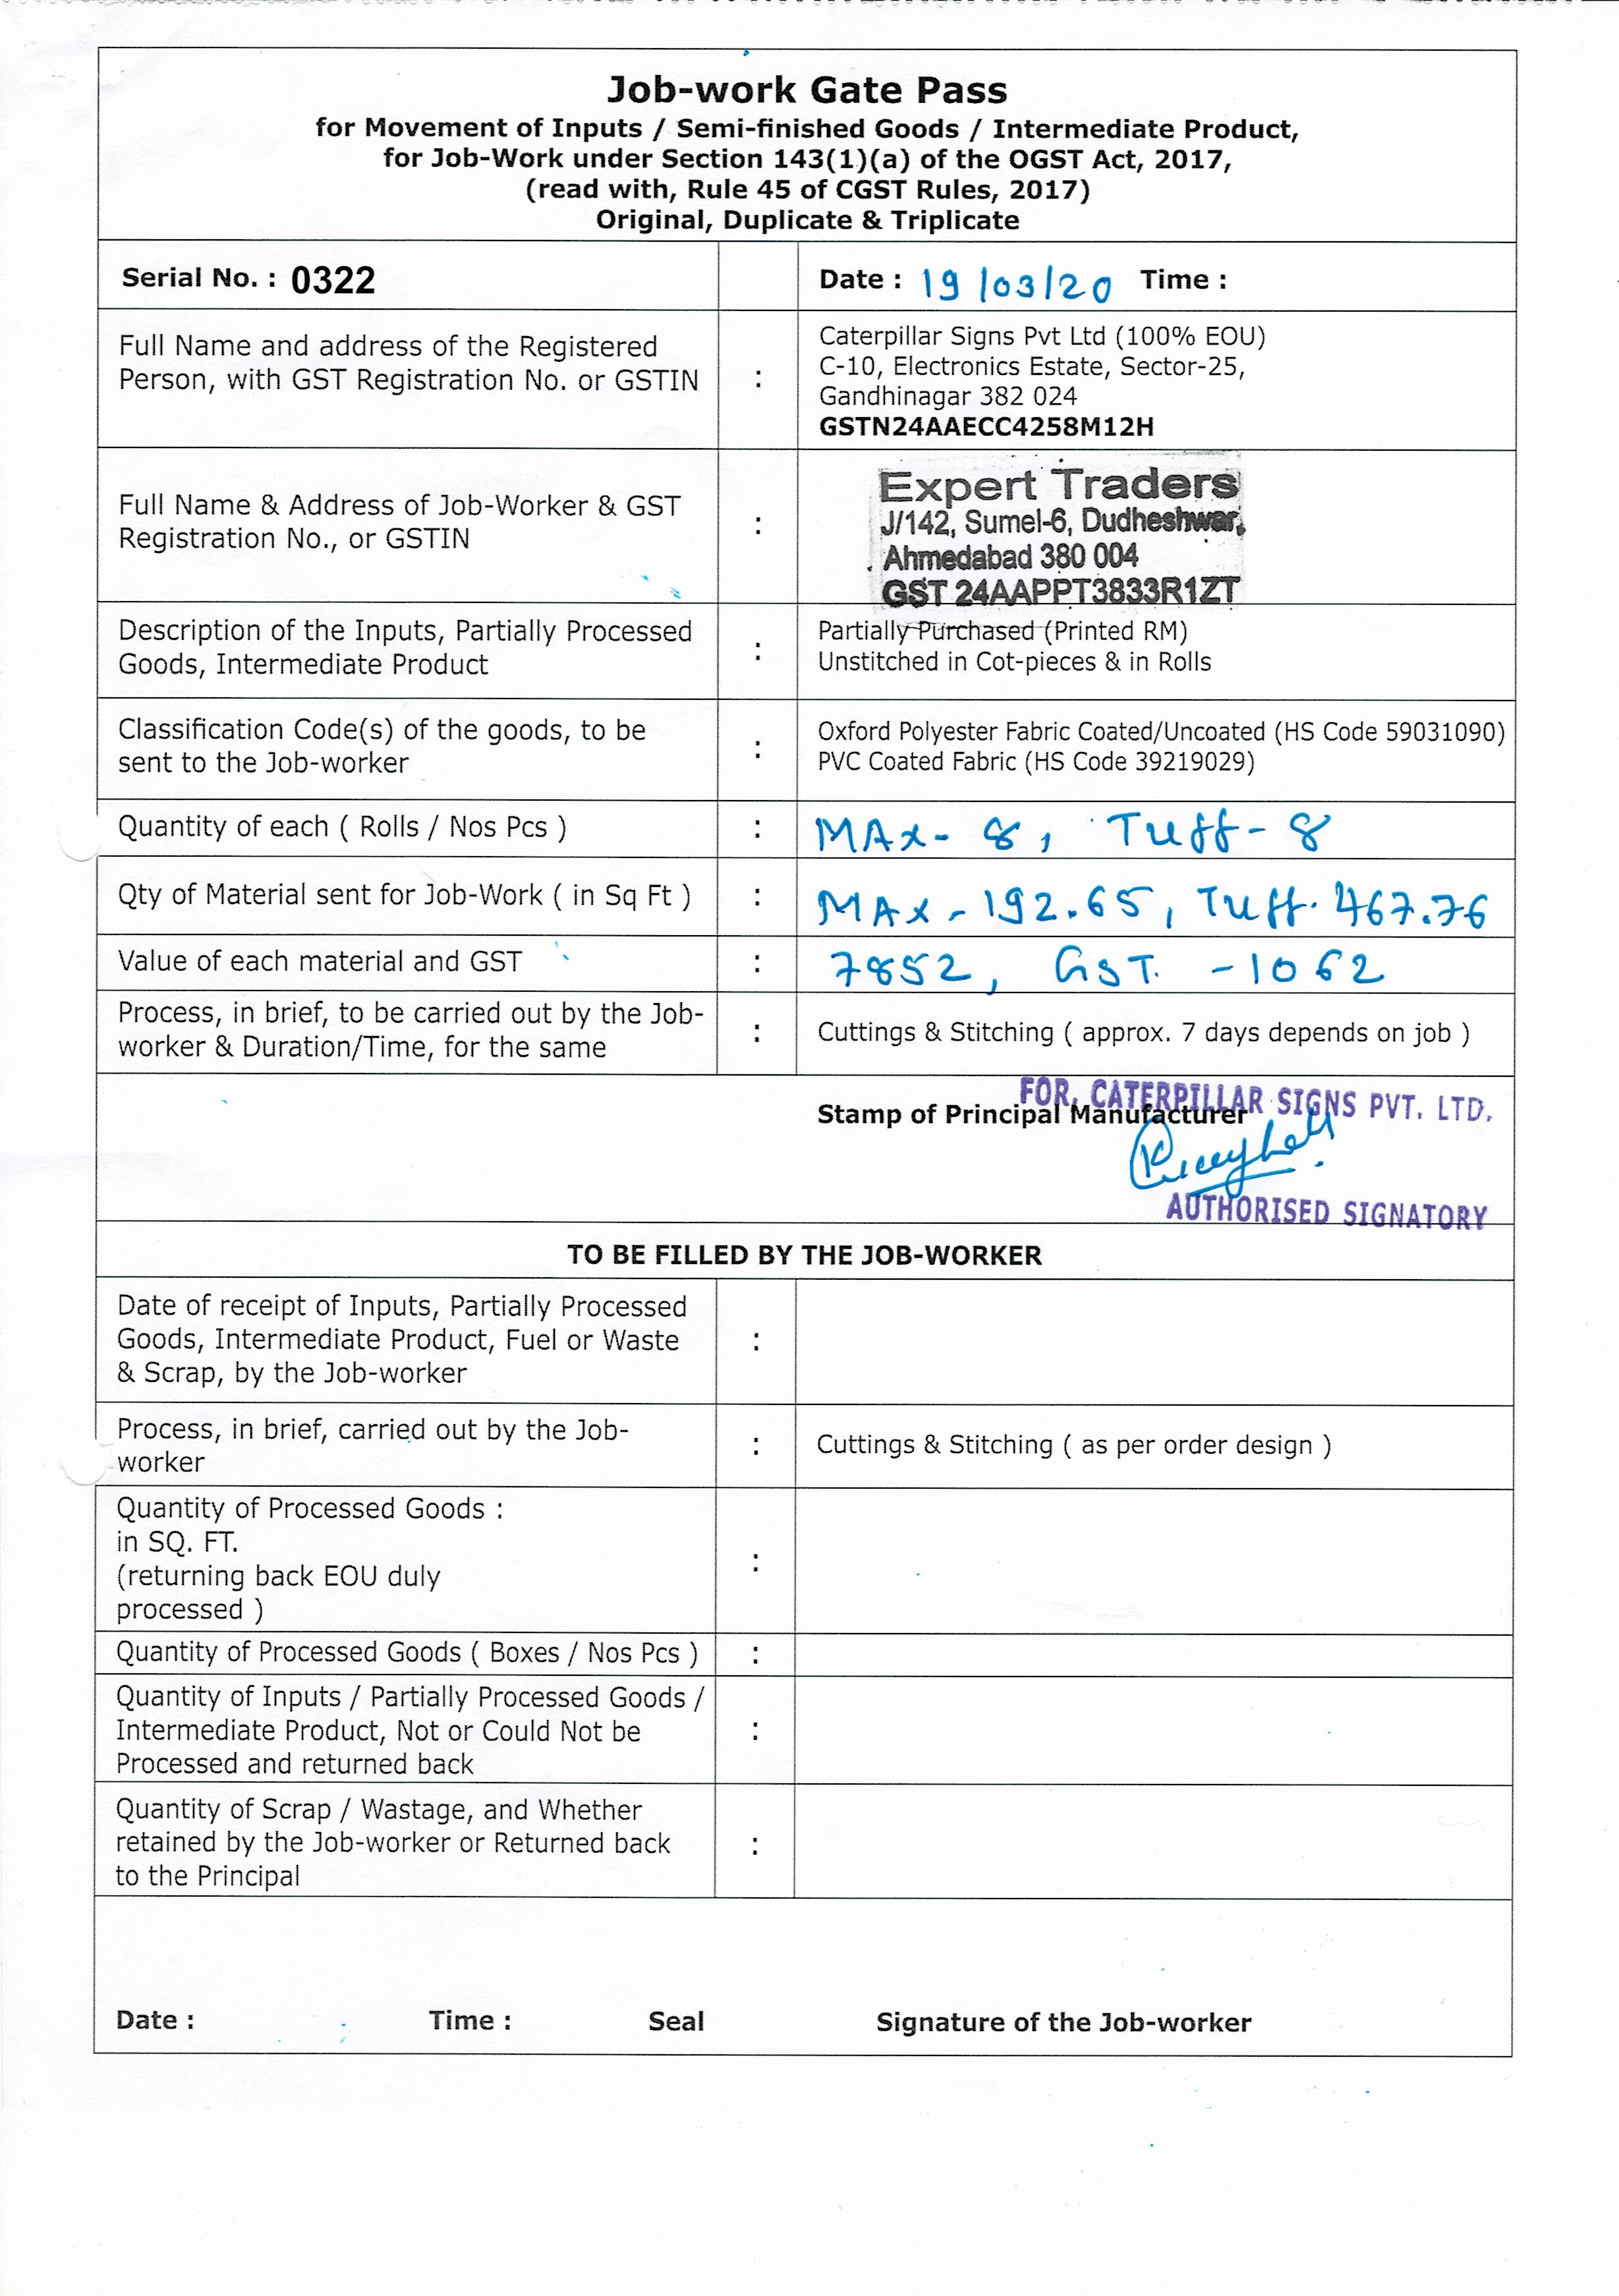 Job-work Gate Pass
for Movement of Inputs / Semi-finished Goods / Intermediate Product,
for Job-Work under Section 143(1)(a) of the OGST Act, 2017,
(read with, Rule 45 of CGST Rules, 2017)
Original, Duplicate & Triplicate
Serial No. : 0322
Date : 19/03/20 Time :
Full Name and address of the Registered
Person, with GST Registration No. or GSTIN
:
Caterpillar Signs Pvt Ltd (100% EOU)
C-10, Electronics Estate, Sector-25,
Gandhinagar 382 024
GSTN24AAECC4258M12H
Full Name & Address of Job-Worker & GST
Registration No., or GSTIN
:
Expert Traders
J/142, Sumel-6, Dudheshwar,
Ahmedabad 380 004
GST 24AAPPT3833R1ZT
Description of the Inputs, Partially Processed
Goods, Intermediate Product
:
Partially Purchased (Printed RM)
Unstitched in Cot-pieces & in Rolls
Classification Code(s) of the goods, to be
sent to the Job-worker
:
Oxford Polyester Fabric Coated/Uncoated (HS Code 59031090)
PVC Coated Fabric (HS Code 39219029)
Quantity of each ( Rolls / Nos Pcs )
:
MAx- 8, Tuff- 8
Qty of Material sent for Job-Work ( in Sq Ft )
:
MAx - 192.65, Tuff. 467.76
Value of each material and GST
:
7852, GST. - 1062
Process, in brief, to be carried out by the Job-
worker & Duration/Time, for the same
:
Cuttings & Stitching ( approx. 7 days depends on job )
FOR, CATERPILLAR SIGNS PVT. LTD.
Stamp of Principal Manufacturer
AUTHORISED SIGNATORY
TO BE FILLED BY THE JOB-WORKER
Date of receipt of Inputs, Partially Processed
Goods, Intermediate Product, Fuel or Waste
& Scrap, by the Job-worker
:
Process, in brief, carried out by the Job-
worker
:
Cuttings & Stitching ( as per order design )
Quantity of Processed Goods :
in SQ. FT.
(returning back EOU duly
processed )
:
Quantity of Processed Goods ( Boxes / Nos Pcs )
:
Quantity of Inputs / Partially Processed Goods /
Intermediate Product, Not or Could Not be
Processed and returned back
:
Quantity of Scrap / Wastage, and Whether
retained by the Job-worker or Returned back
to the Principal
:
Date : Time : Seal Signature of the Job-worker